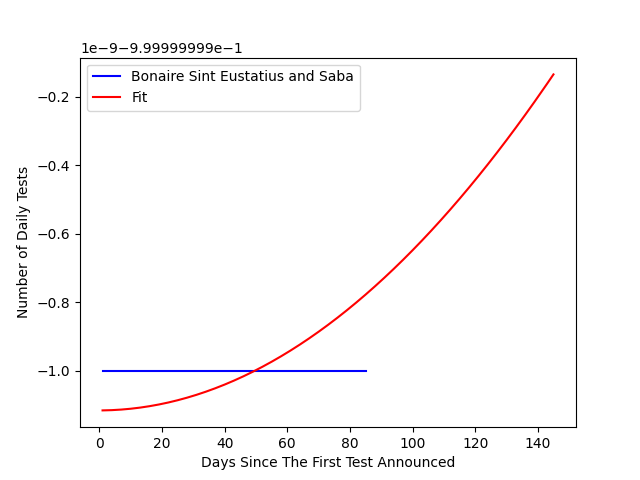 1e−9−9.99999999e−1
Bonaire Sint Eustatius and Saba
Fit
−0.2
−0.4
−0.6
−0.8
−1.0
Number of Daily Tests
0 20 40 60 80 100 120 140
Days Since The First Test Announced